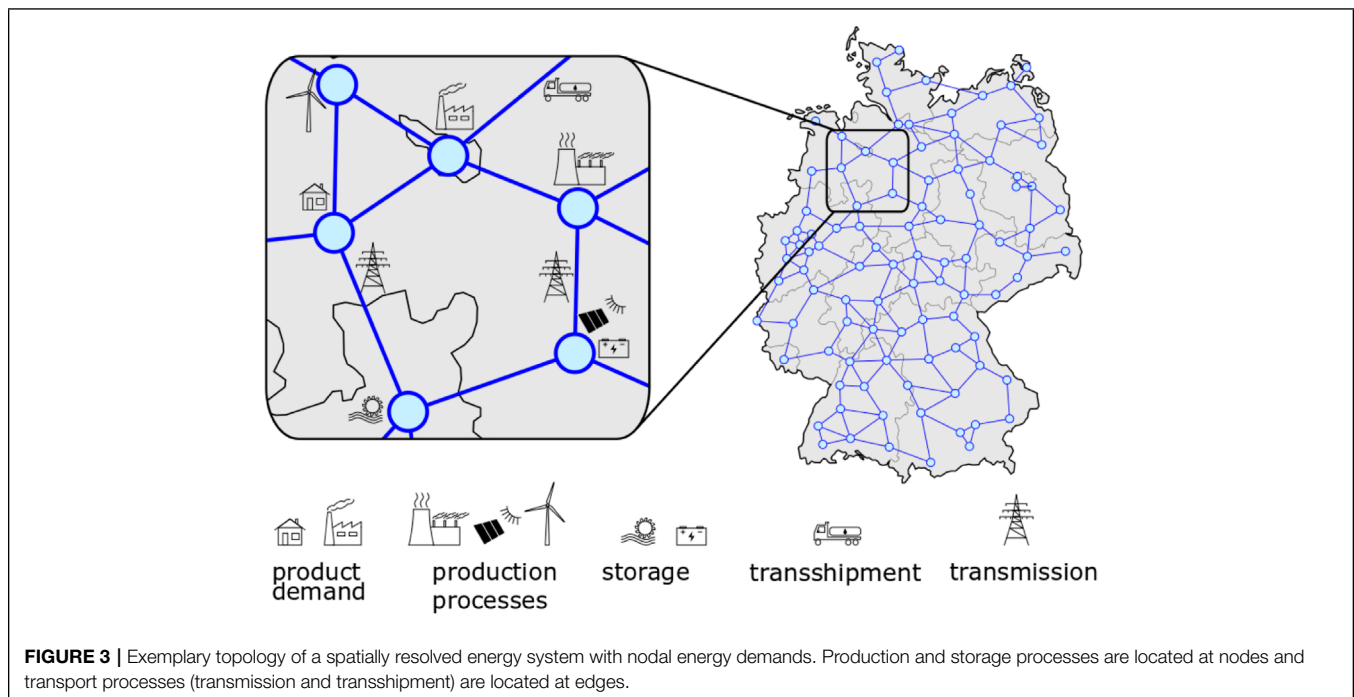 product
demand
production
processes
storage
transshipment
transmission
FIGURE 3 | Exemplary topology of a spatially resolved energy system with nodal energy demands. Production and storage processes are located at nodes and
transport processes (transmission and transshipment) are located at edges.